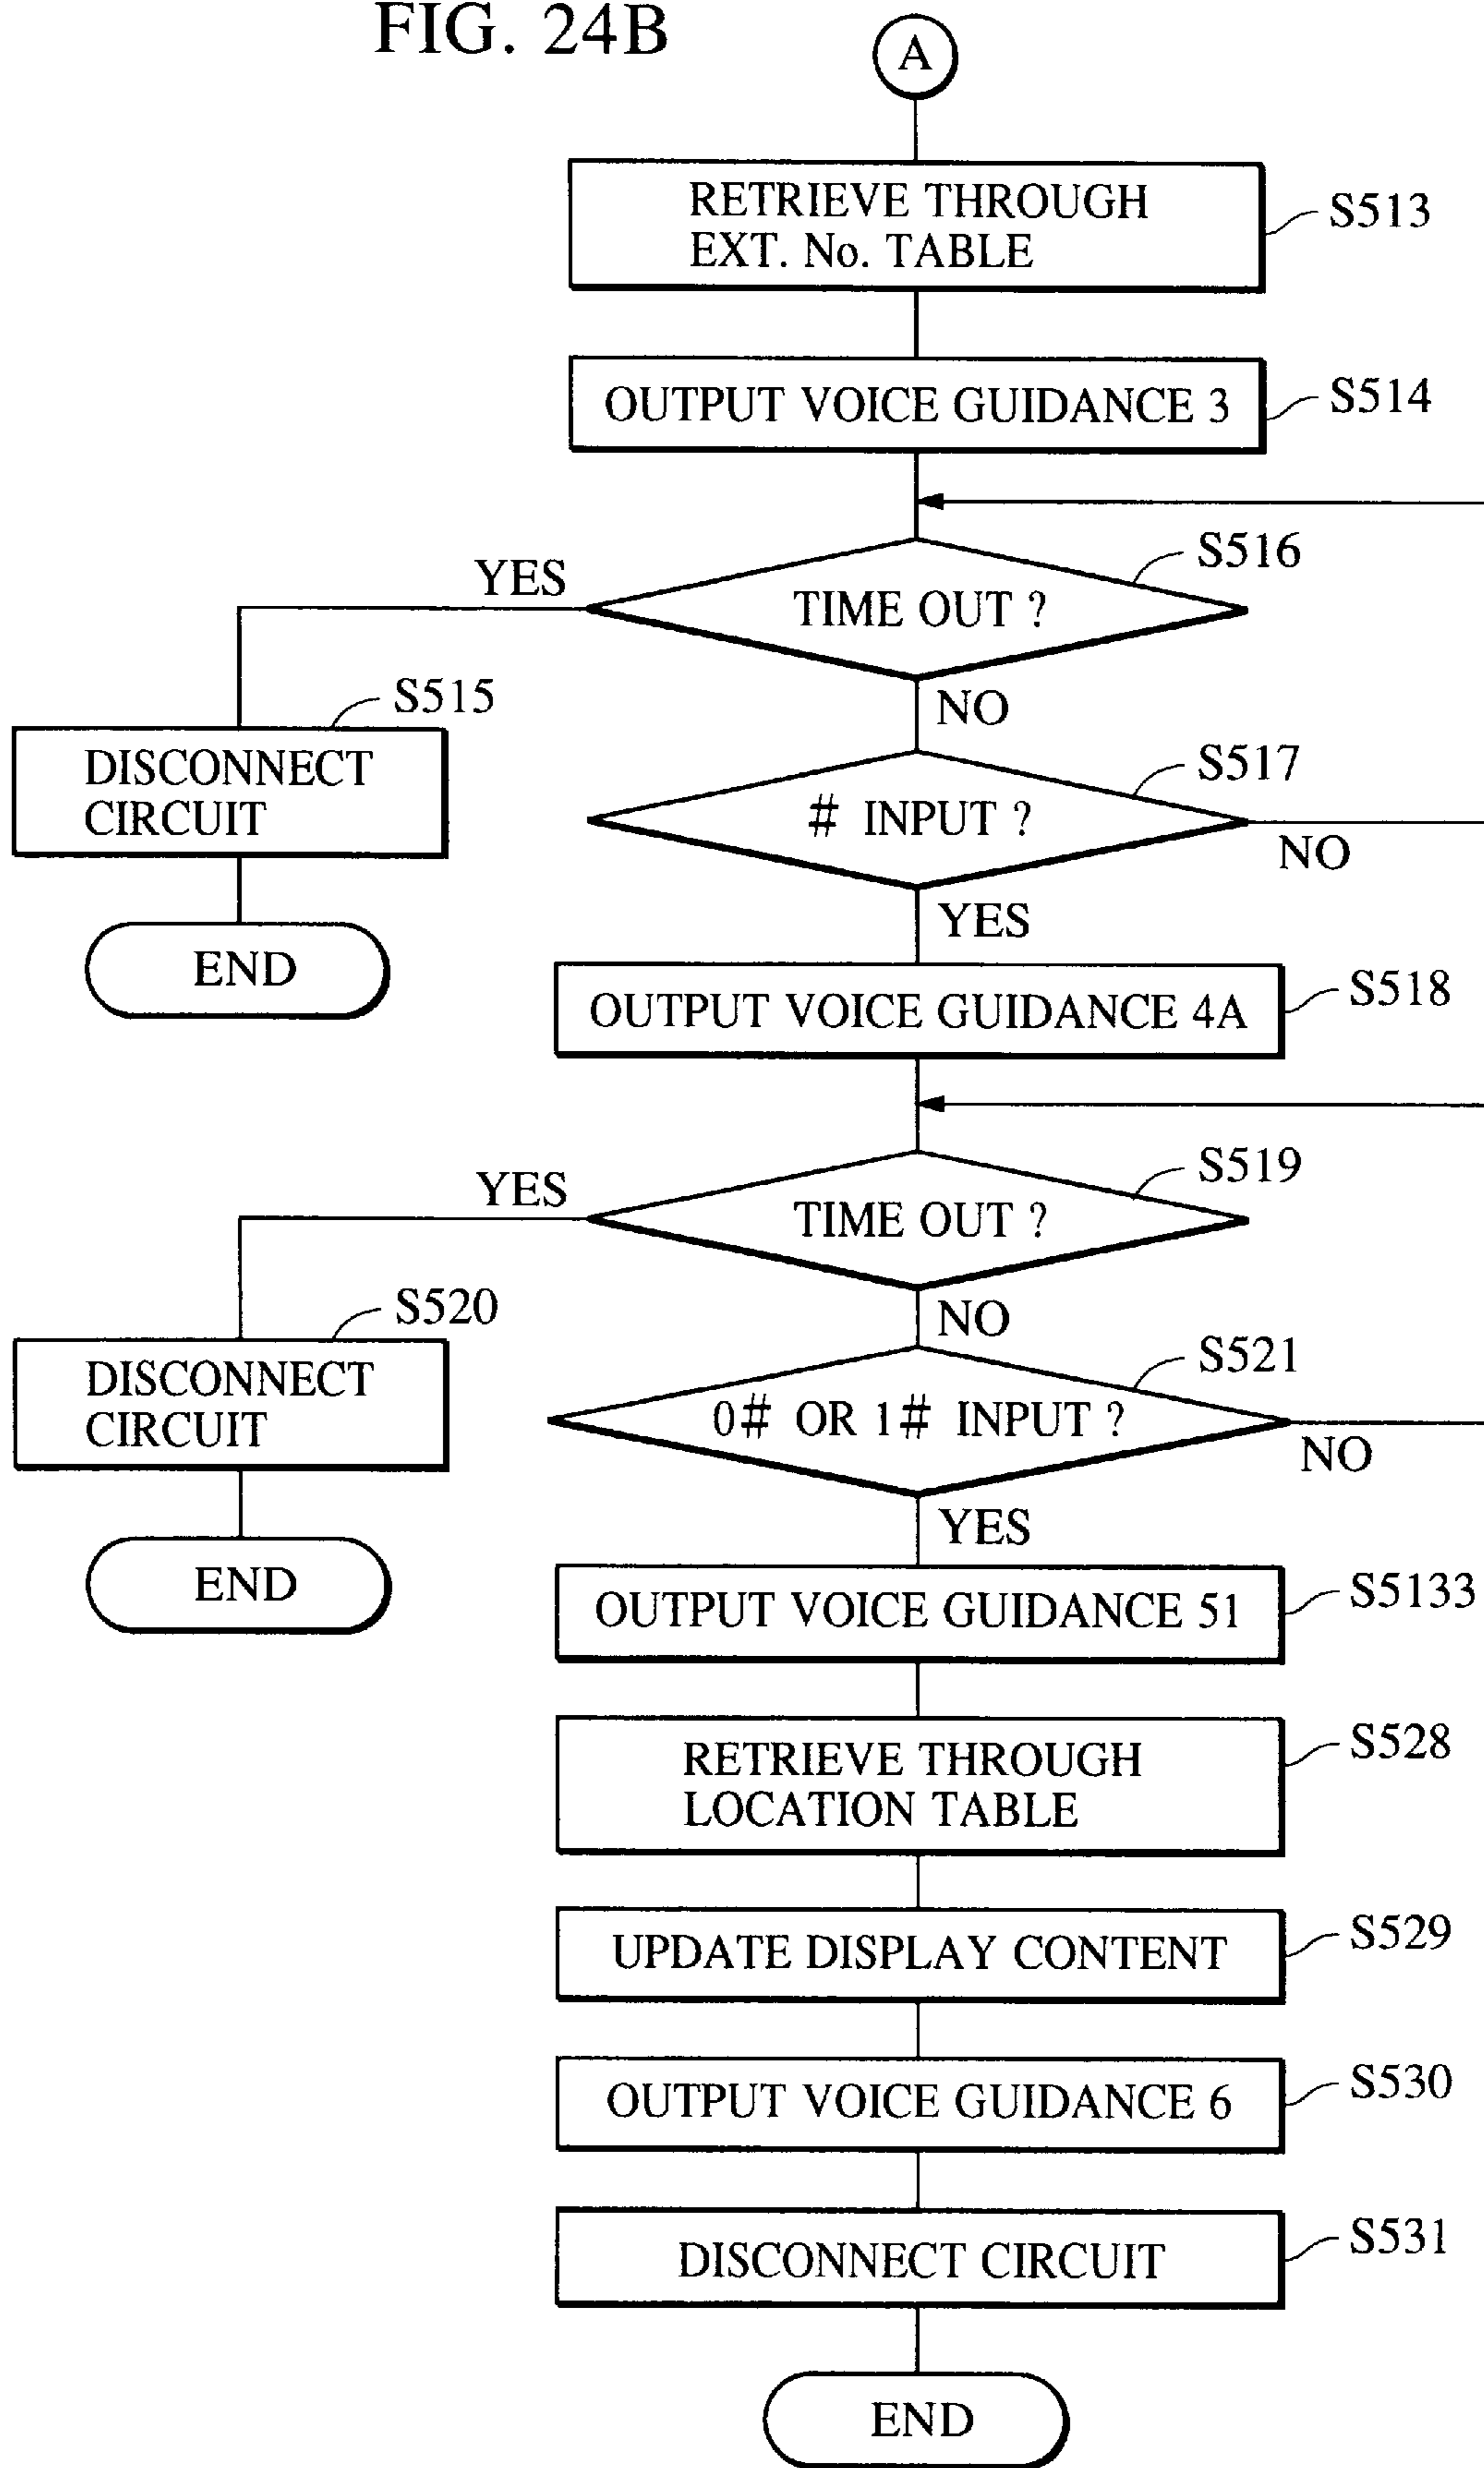 FIG. 24B
A
RETRIEVE THROUGH
EXT. No. TABLE
S513
OUTPUT VOICE GUIDANCE 3
S514
S516
YES
TIME OUT ?
S515
NO
DISCONNECT
CIRCUIT
S517
# INPUT ?
NO
END
YES
OUTPUT VOICE GUIDANCE 4A
S518
S519
YES
TIME OUT ?
S520
NO
DISCONNECT
CIRCUIT
S521
0# OR 1# INPUT ?
NO
END
YES
OUTPUT VOICE GUIDANCE 51
S5133
RETRIEVE THROUGH
LOCATION TABLE
S528
UPDATE DISPLAY CONTENT
S529
OUTPUT VOICE GUIDANCE 6
S530
DISCONNECT CIRCUIT
S531
END